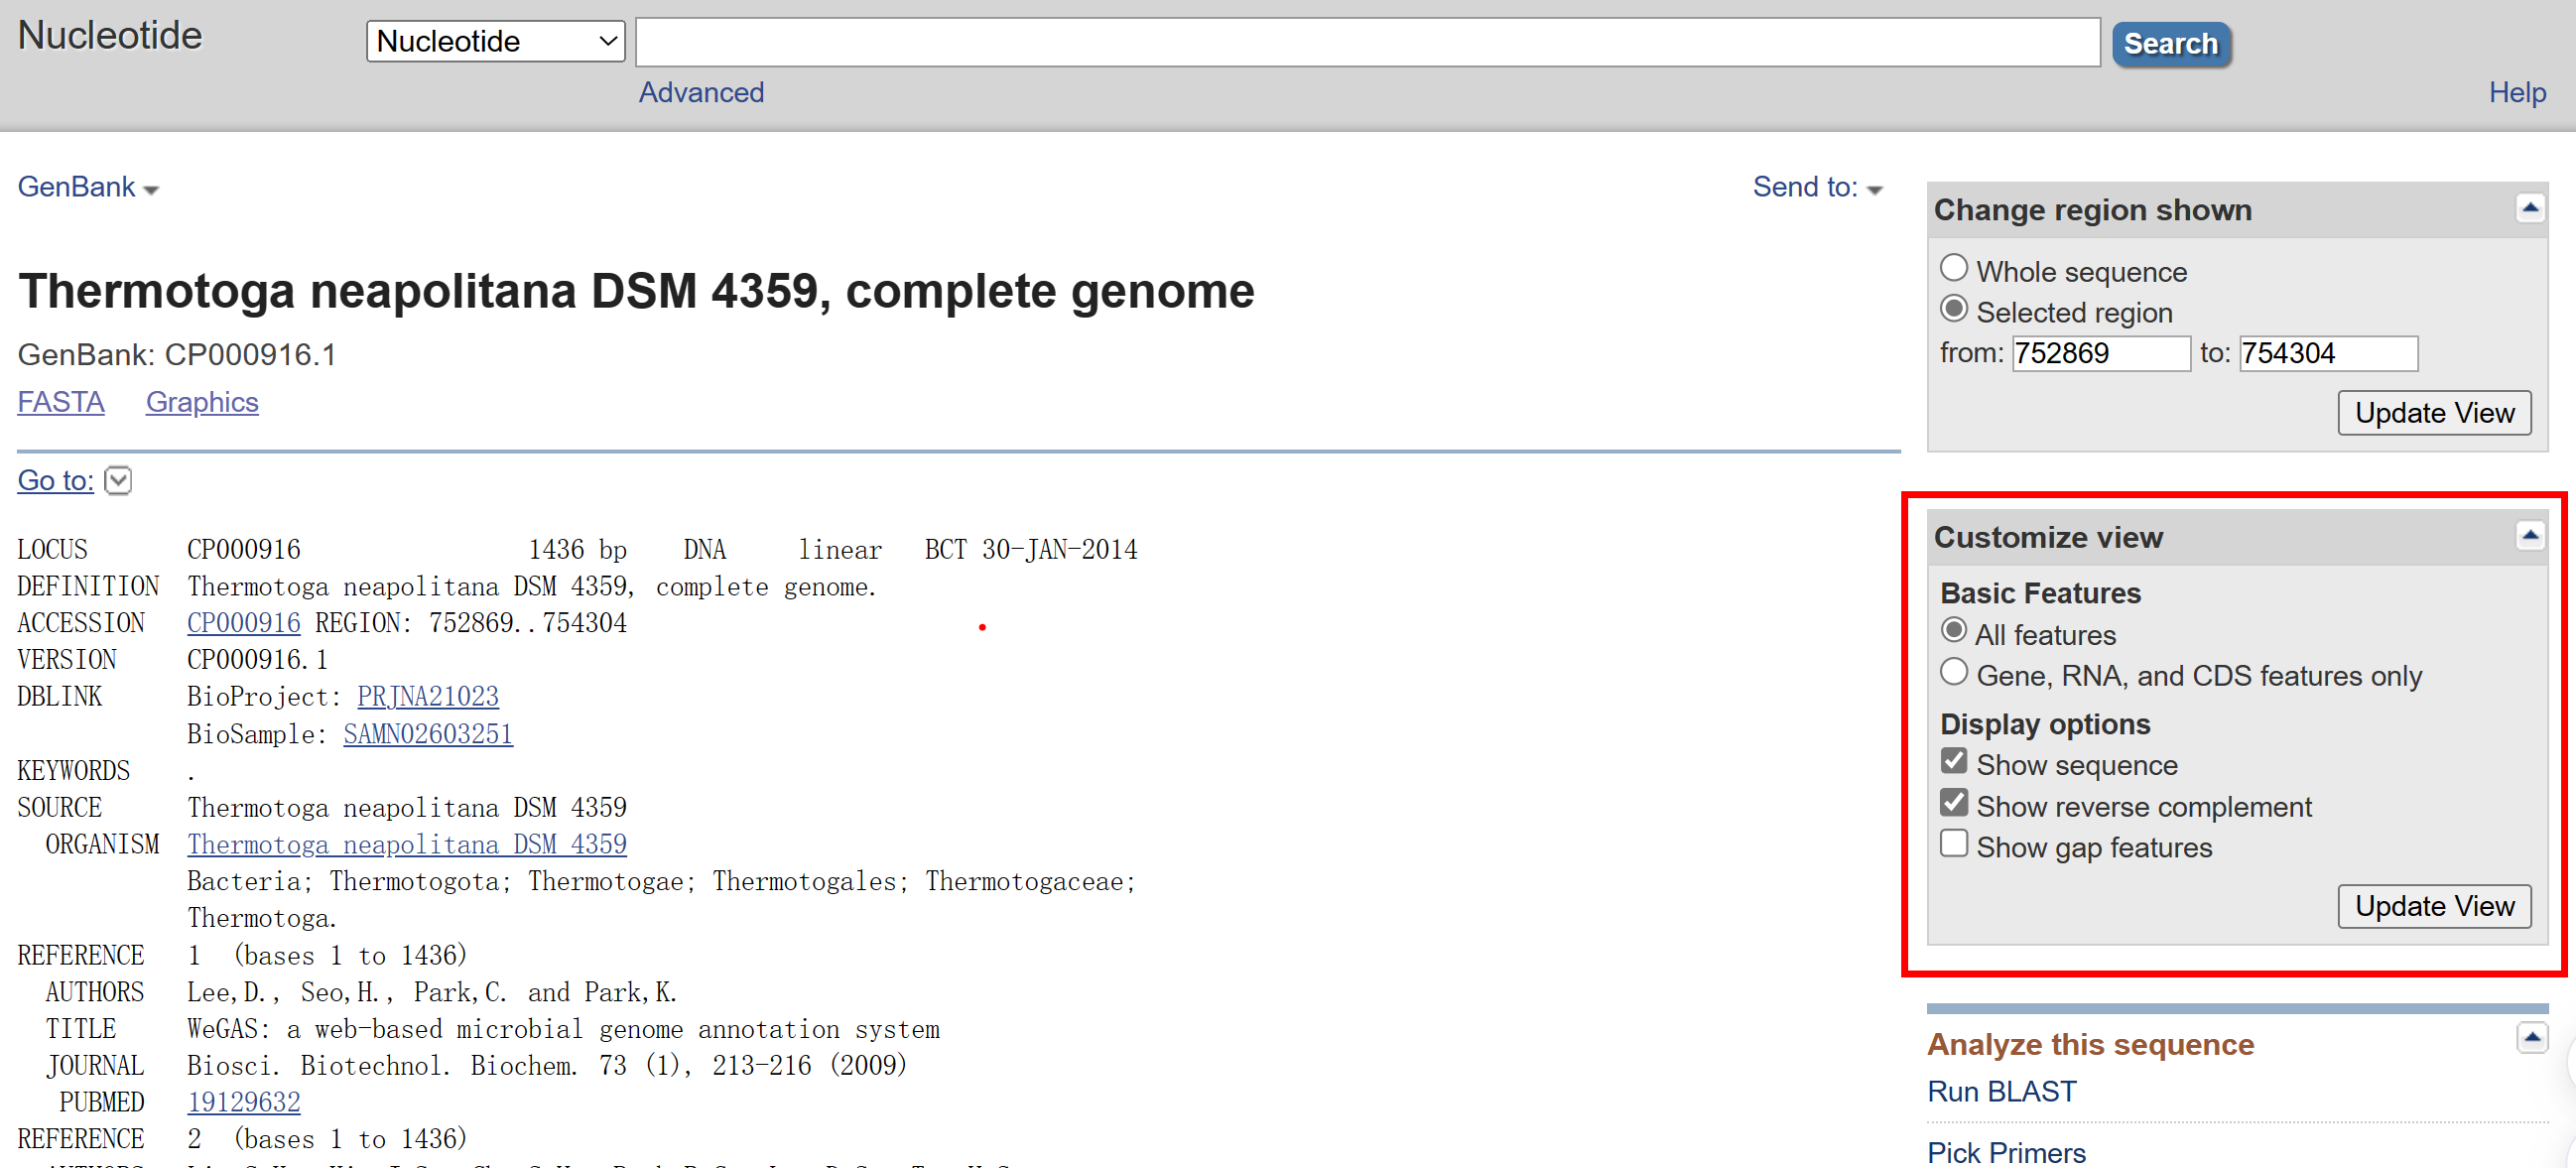 Nucleotide
Nucleotide
Search
Advanced
Help
GenBank
Send to:
Thermotoga neapolitana DSM 4359, complete genome
GenBank: CP000916.1
FASTA Graphics
Go to:
LOCUS CP000916 1436 bp DNA linear BCT 30-JAN-2014
DEFINITION Thermotoga neapolitana DSM 4359, complete genome.
ACCESSION CP000916 REGION: 752869..754304
VERSION CP000916.1
DBLINK BioProject: PRJNA21023
BioSample: SAMN02603251
KEYWORDS .
SOURCE Thermotoga neapolitana DSM 4359
ORGANISM Thermotoga neapolitana DSM 4359
Bacteria; Thermotogota; Thermotogae; Thermotogales; Thermotogaceae;
Thermotoga.
REFERENCE 1 (bases 1 to 1436)
AUTHORS Lee,D., Seo,H., Park,C. and Park,K.
TITLE WeGAS: a web-based microbial genome annotation system
JOURNAL Biosci. Biotechnol. Biochem. 73 (1), 213-216 (2009)
PUBMED 19129632
REFERENCE 2 (bases 1 to 1436)
Change region shown
Whole sequence
Selected region
from: 752869 to: 754304
Update View
Customize view
Basic Features
All features
Gene, RNA, and CDS features only
Display options
Show sequence
Show reverse complement
Show gap features
Update View
Analyze this sequence
Run BLAST
Pick Primers